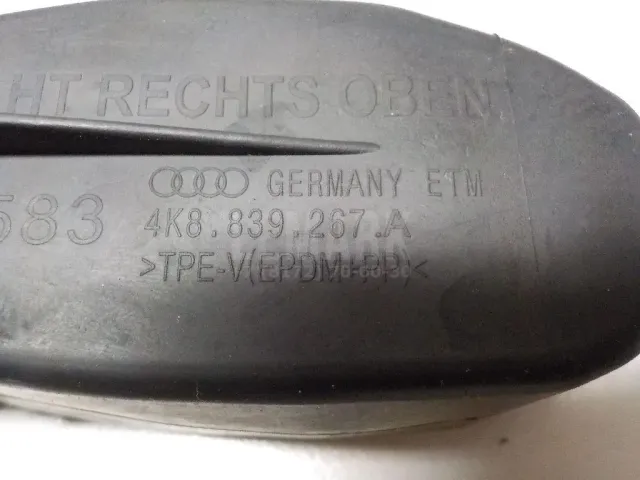 HT RECHTS OBEN
GERMANY ETM
583
4K8.839.267.A
>TPE-V(EPDM+PP)<